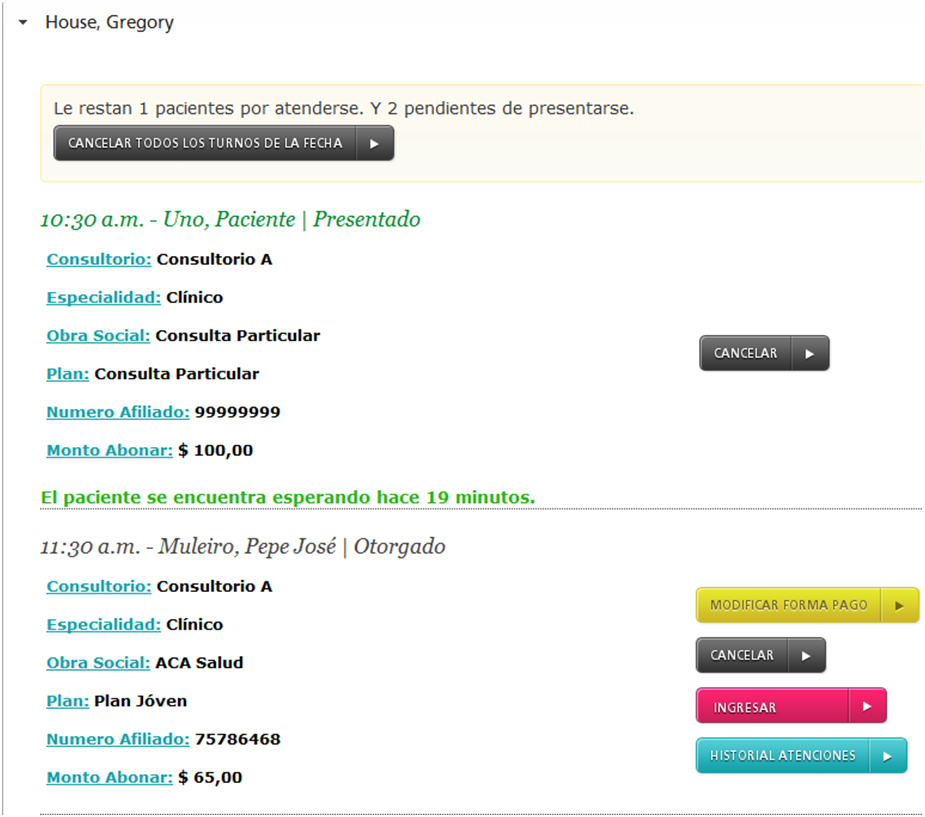 House, Gregory
Le restan 1 pacientes por atenderse. Y 2 pendientes de presentarse.
CANCELAR TODOS LOS TURNOS DE LA FECHA
10:30 a.m. - Uno, Paciente | Presentado
Consultorio: Consultorio A
Especialidad: Clínico
Obra Social: Consulta Particular
CANCELAR
Plan: Consulta Particular
Numero Afiliado: 99999999
Monto Abonar: $ 100,00
El paciente se encuentra esperando hace 19 minutos.
11:30 a.m. - Muleiro, Pepe José | Otorgado
Consultorio: Consultorio A
Especialidad: Clínico
Obra Social: ACA Salud
Plan: Plan Jóven
Numero Afiliado: 75786468
Monto Abonar: $ 65,00
MODIFICAR FORMA PAGO
CANCELAR
INGRESAR
HISTORIAL ATENCIONES